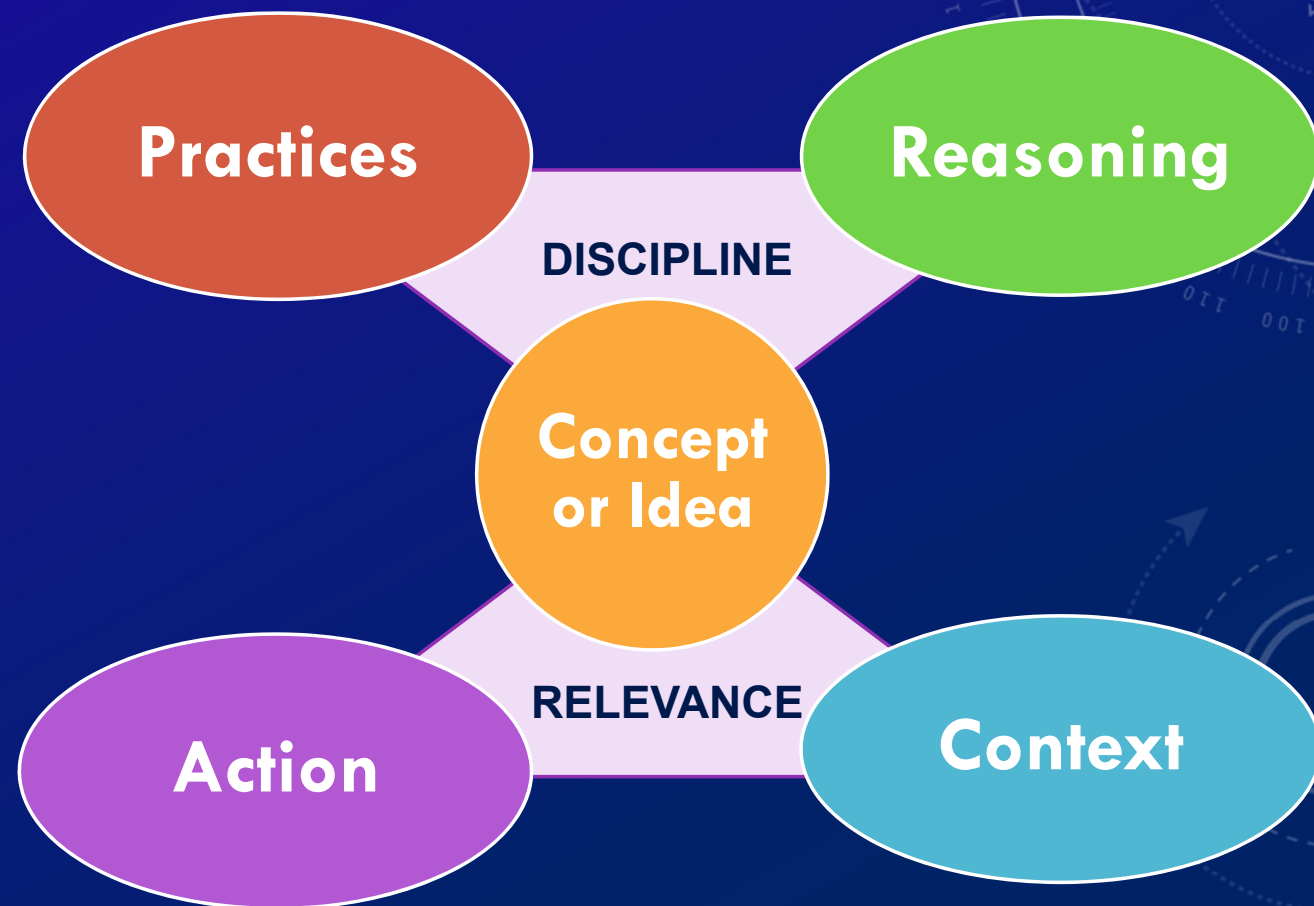 Practices
Reasoning
DISCIPLINE
Concept
or Idea
RELEVANCE
Action
Context